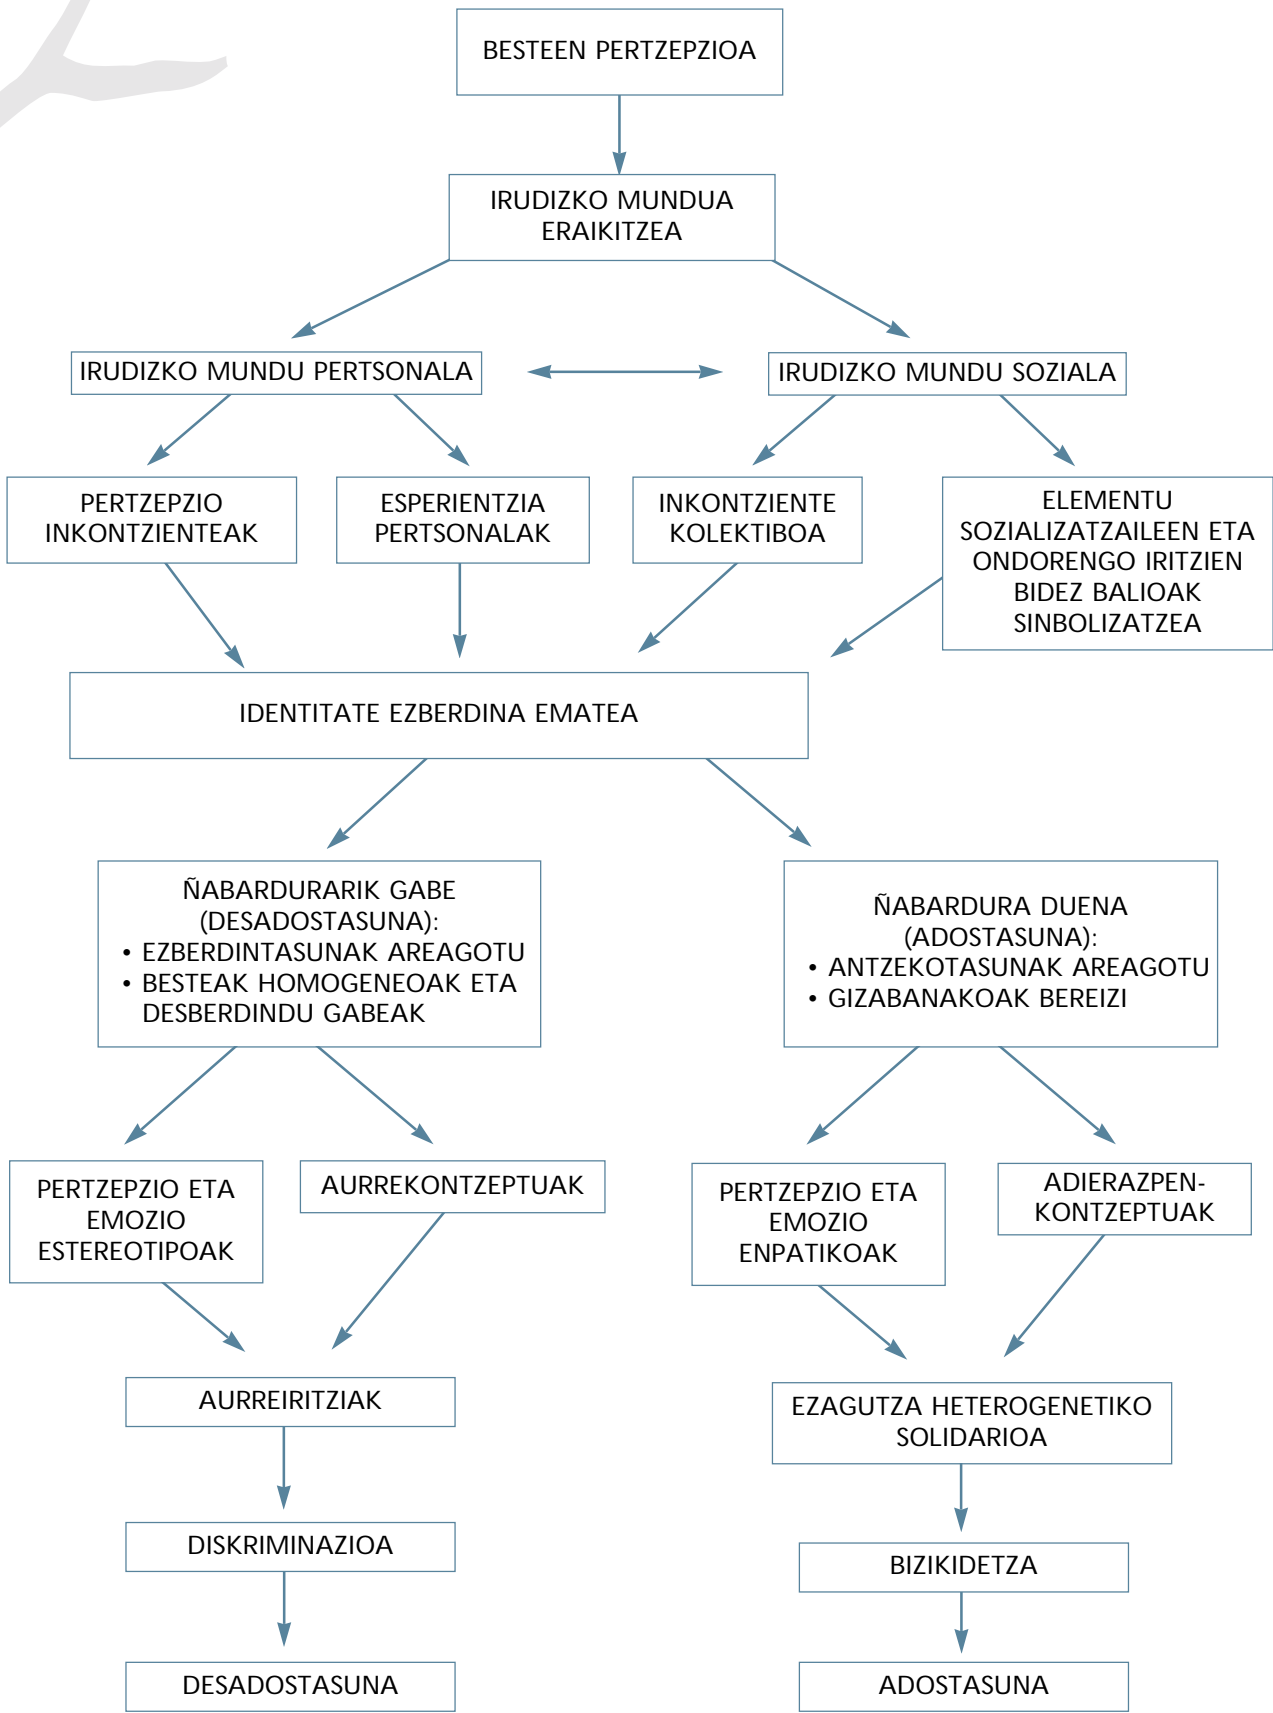 BESTEEN PERTZEPZIOA
IRUDIZKO MUNDUA
ERAIKITZEA
IRUDIZKO MUNDU PERTSONALA
IRUDIZKO MUNDU SOZIALA
PERTZEPZIO
INKONTZIENTEAK
ESPERIENTZIA
PERTSONALAK
INKONTZIENTE
KOLEKTIBOA
ELEMENTU
SOZIALIZATZAILEEN ETA
ONDORENGO IRITZIEN
BIDEZ BALIOAK
SINBOLIZATZEA
IDENTITATE EZBERDINA EMATEA
ÑABARDURARIK GABE
(DESADOSTASUNA):
• EZBERDINTASUNAK AREAGOTU
• BESTEAK HOMOGENEOAK ETA
DESBERDINDU GABEAK
ÑABARDURA DUENA
(ADOSTASUNA):
• ANTZEKOTASUNAK AREAGOTU
• GIZABANAKOAK BEREIZI
PERTZEPZIO ETA
EMOZIO
ESTEREOTIPOAK
AURREKONTZEPTUAK
PERTZEPZIO ETA
EMOZIO
ENPATIKOAK
ADIERAZPEN-
KONTZEPTUAK
AURREIRITZIAK
EZAGUTZA HETEROGENETIKO
SOLIDARIOA
DISKRIMINAZIOA
BIZIKIDETZA
DESADOSTASUNA
ADOSTASUNA